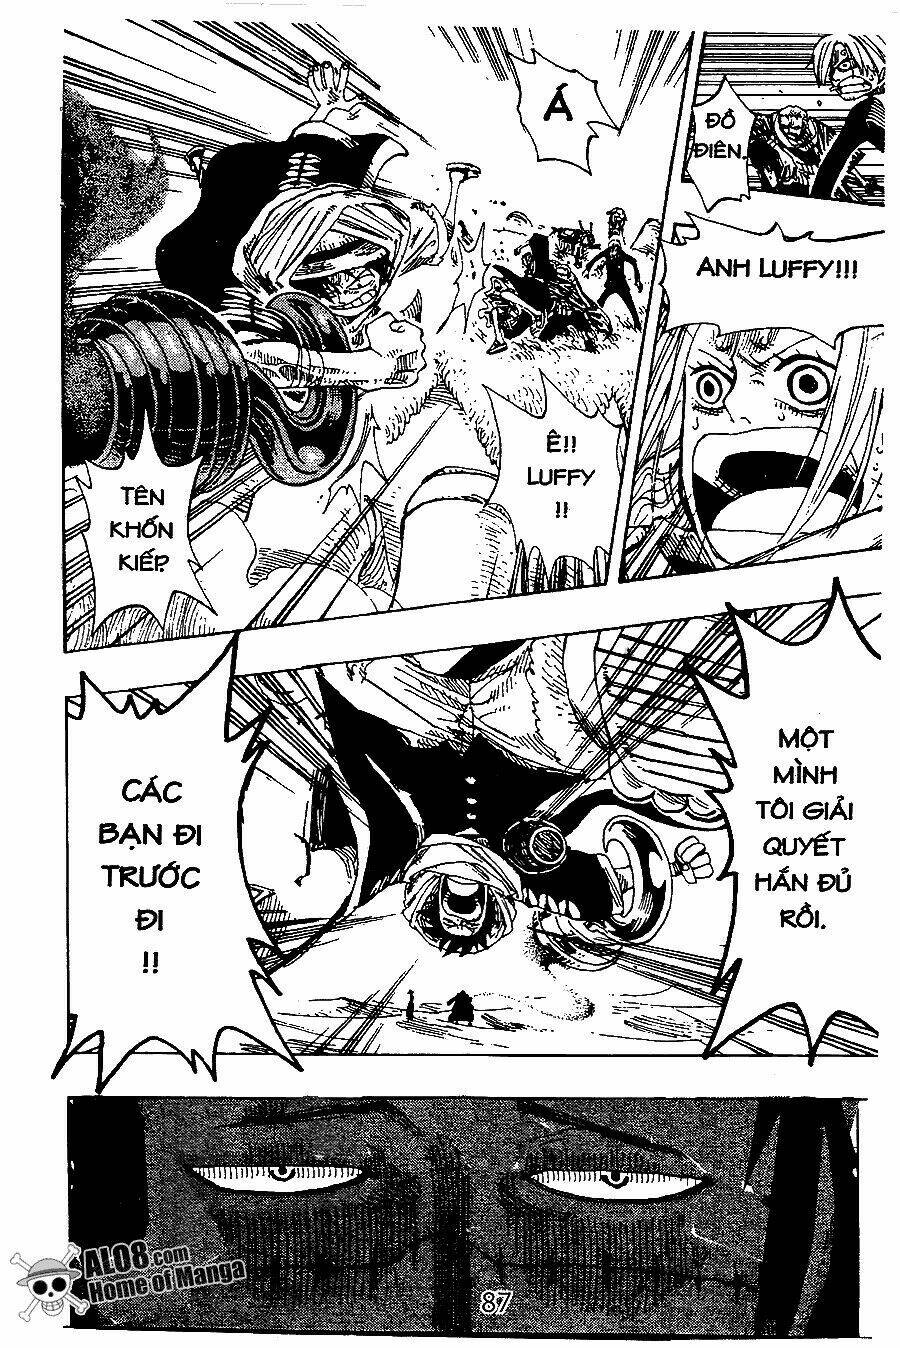 ĐỒ
ĐIÊN.
ANH LUFFY!!!
Á
Ê!!
LUFFY
!!
TÊN
KHỐN
KIẾP.
MỘT
MÌNH
TÔI GIẢI
QUYẾT
HẮN ĐỦ
RỒI.
CÁC
BẠN ĐI
TRƯỚC
ĐI
!!
ALO8.com
Home of Manga
87